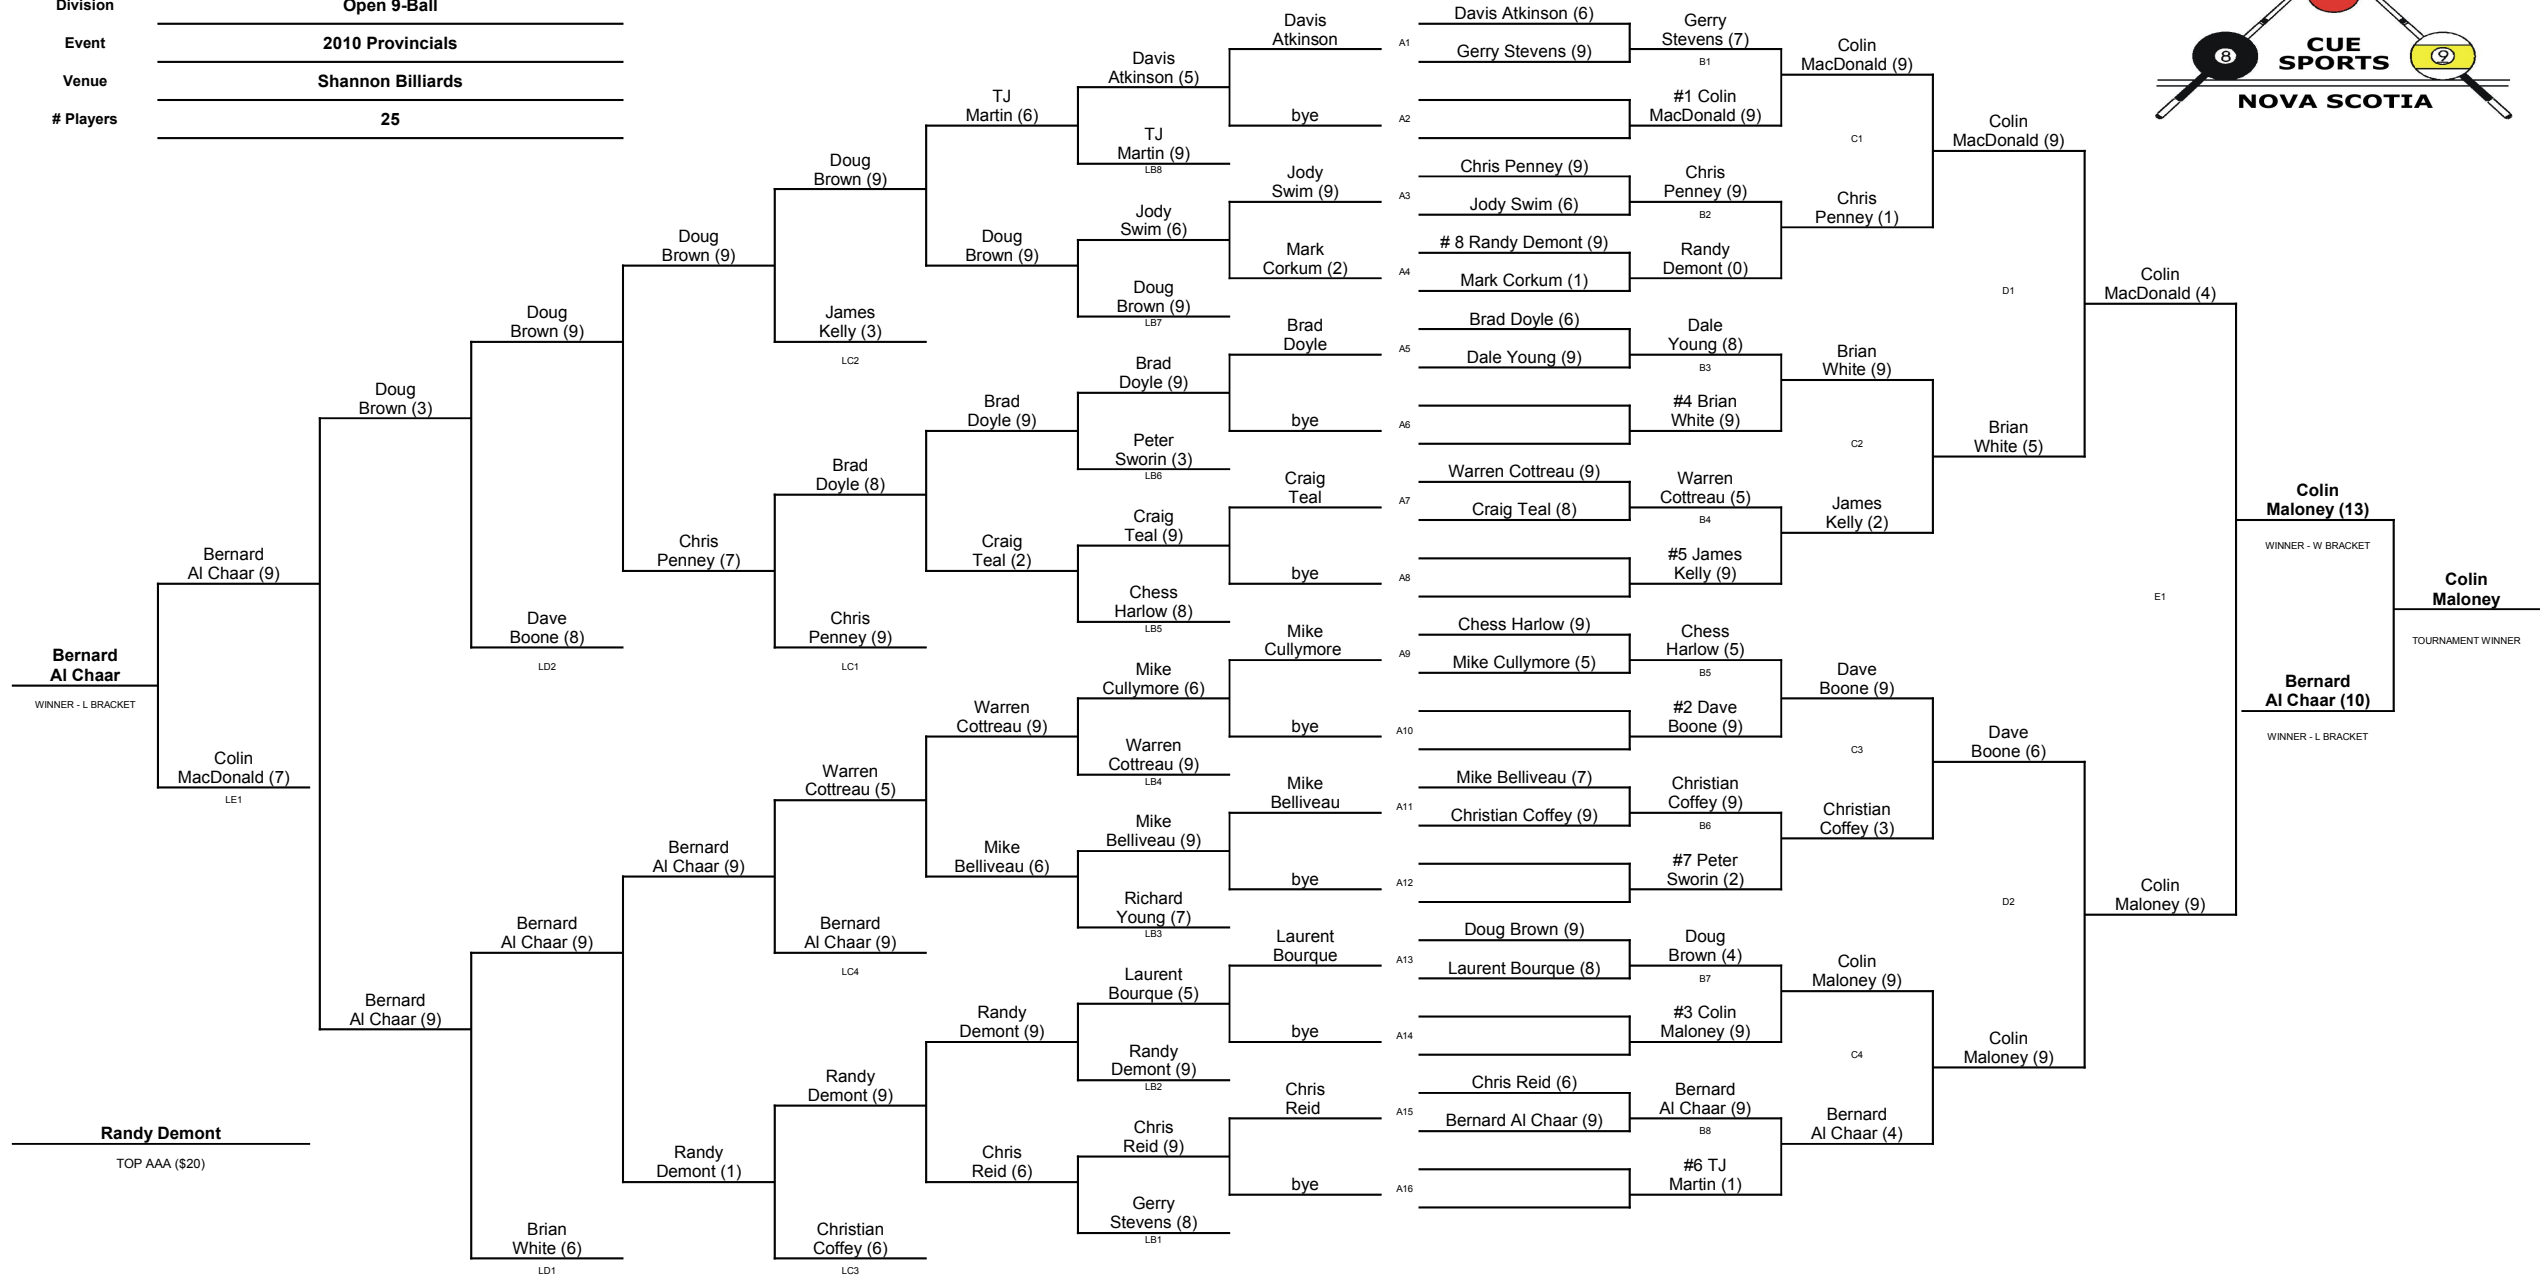 Division
Open 9-Ball
Event
2010 Provincials
Venue
Shannon Billiards
# Players
25
8
9
CUE
SPORTS
NOVA SCOTIA
Bernard
Al Chaar
WINNER - L BRACKET
Randy Demont
TOP AAA ($20)
Bernard
Al Chaar (9)
Colin
MacDonald (7)
LE1
Doug
Brown (3)
Bernard
Al Chaar (9)
Doug
Brown (9)
Dave
Boone (8)
LD2
Bernard
Al Chaar (9)
Brian
White (6)
LD1
Doug
Brown (9)
Chris
Penney (7)
Bernard
Al Chaar (9)
Randy
Demont (1)
Doug
Brown (9)
James
Kelly (3)
LC2
Brad
Doyle (8)
Chris
Penney (9)
LC1
Warren
Cottreau (5)
Bernard
Al Chaar (9)
LC4
Randy
Demont (9)
Christian
Coffey (6)
LC3
TJ
Martin (6)
Doug
Brown (9)
Brad
Doyle (9)
Craig
Teal (2)
Warren
Cottreau (9)
Mike
Belliveau (6)
Randy
Demont (9)
Chris
Reid (6)
Davis
Atkinson (5)
TJ
Martin (9)
LB8
Jody
Swim (6)
Doug
Brown (9)
LB7
Brad
Doyle (9)
Peter
Sworin (3)
LB6
Craig
Teal (9)
Chess
Harlow (8)
LB5
Mike
Cullymore (6)
Warren
Cottreau (9)
LB4
Mike
Belliveau (9)
Richard
Young (7)
LB3
Laurent
Bourque (5)
Randy
Demont (9)
LB2
Chris
Reid (9)
Gerry
Stevens (8)
LB1
Davis
Atkinson
bye
Jody
Swim (9)
Mark
Corkum (2)
Brad
Doyle
bye
Craig
Teal
bye
Mike
Cullymore
bye
Mike
Belliveau
bye
Laurent
Bourque
bye
Chris
Reid
bye
A1
A2
A3
A4
A5
A6
A7
A8
A9
A10
A11
A12
A13
A14
A15
A16
Davis Atkinson (6)
Gerry Stevens (9)
Chris Penney (9)
Jody Swim (6)
# 8 Randy Demont (9)
Mark Corkum (1)
Brad Doyle (6)
Dale Young (9)
Warren Cottreau (9)
Craig Teal (8)
Chess Harlow (9)
Mike Cullymore (5)
Mike Belliveau (7)
Christian Coffey (9)
Doug Brown (9)
Laurent Bourque (8)
Chris Reid (6)
Bernard Al Chaar (9)
Gerry
Stevens (7)
B1
#1 Colin
MacDonald (9)
Chris
Penney (9)
B2
Randy
Demont (0)
Dale
Young (8)
B3
#4 Brian
White (9)
Warren
Cottreau (5)
B4
#5 James
Kelly (9)
Chess
Harlow (5)
B5
#2 Dave
Boone (9)
Christian
Coffey (9)
B6
#7 Peter
Sworin (2)
Doug
Brown (4)
B7
#3 Colin
Maloney (9)
Bernard
Al Chaar (9)
B8
#6 TJ
Martin (1)
Colin
MacDonald (9)
C1
Chris
Penney (1)
Brian
White (9)
C2
James
Kelly (2)
Dave
Boone (9)
C3
Christian
Coffey (3)
Colin
Maloney (9)
C4
Bernard
Al Chaar (4)
Colin
MacDonald (9)
D1
Brian
White (5)
Dave
Boone (6)
D2
Colin
Maloney (9)
Colin
MacDonald (4)
E1
Colin
Maloney (9)
Colin
Maloney (13)
WINNER - W BRACKET
Bernard
Al Chaar (10)
WINNER - L BRACKET
Colin
Maloney
TOURNAMENT WINNER